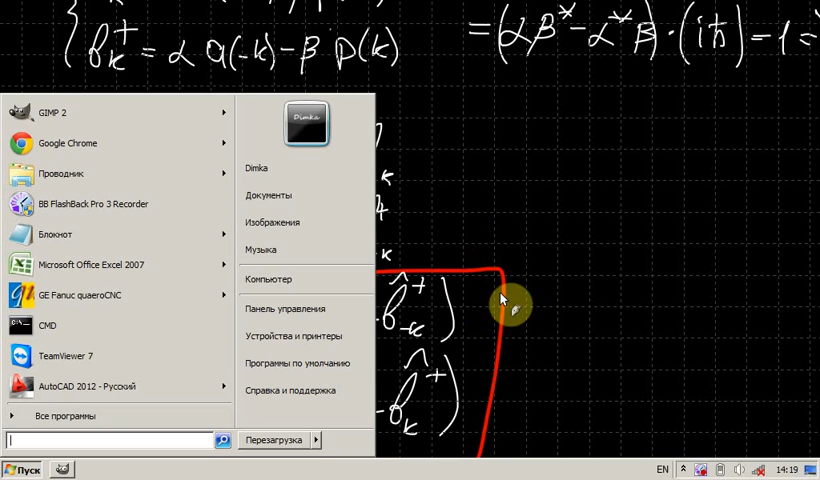 b_k^+ = α a(-k) - β p(k)
= (αβ* - α*β)·(iħ) = 1 =
GIMP 2
Google Chrome
Проводник
BB FlashBack Pro 3 Recorder
Блокнот
Microsoft Office Excel 2007
GE Fanuc quaeroCNC
CMD
TeamViewer 7
AutoCAD 2012 - Русский
Все программы
Dimka
Dimka
Документы
Изображения
Музыка
Компьютер
Панель управления
Устройства и принтеры
Программы по умолчанию
Справка и поддержка
Перезагрузка
к
к
b̂_-к^+)
-b̂_к^+)
Пуск
EN
14:19